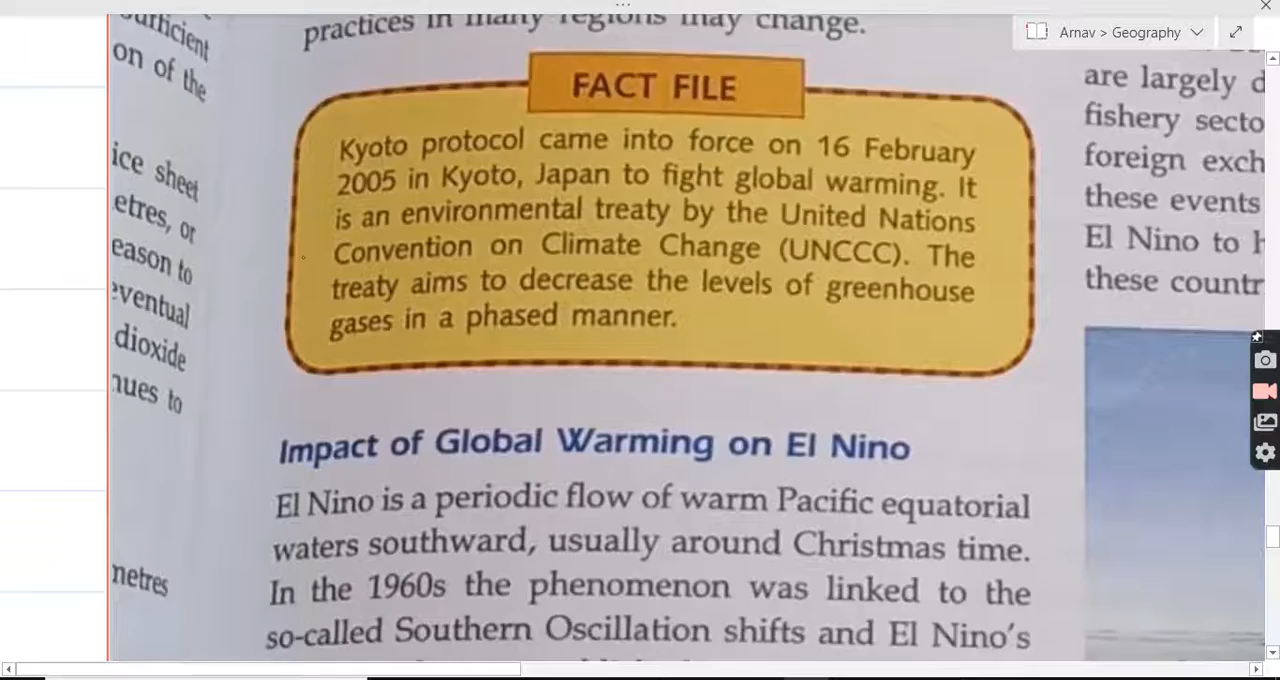 practices in many regions may change.
Arnav > Geography
ufficient
on of the
ice sheet
etres, or
eason to
eventual
dioxide
nues to
metres
FACT FILE
Kyoto protocol came into force on 16 February
2005 in Kyoto, Japan to fight global warming. It
is an environmental treaty by the United Nations
Convention on Climate Change (UNCCC). The
treaty aims to decrease the levels of greenhouse
gases in a phased manner.
Impact of Global Warming on El Nino
El Nino is a periodic flow of warm Pacific equatorial
waters southward, usually around Christmas time.
In the 1960s the phenomenon was linked to the
so-called Southern Oscillation shifts and El Nino's
are largely d
fishery secto
foreign exch
these events
El Nino to h
these countr